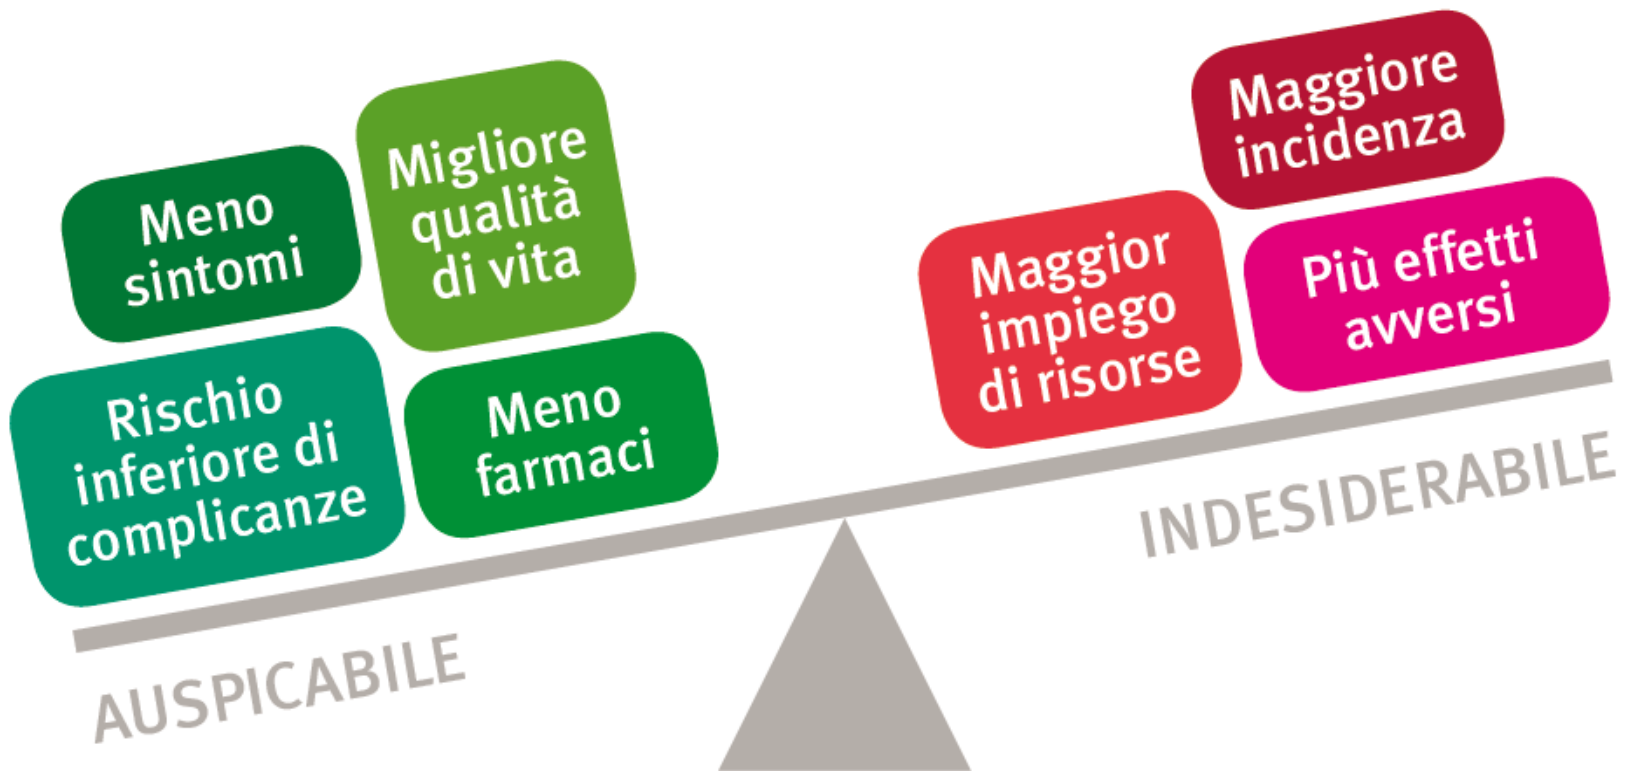 Meno
sintomi
Migliore
qualità
di vita
Rischio
inferiore di
complicanze
Meno
farmaci
AUSPICABILE
Maggiore
incidenza
Maggior
impiego
di risorse
Più effetti
avversi
INDESIDERABILE